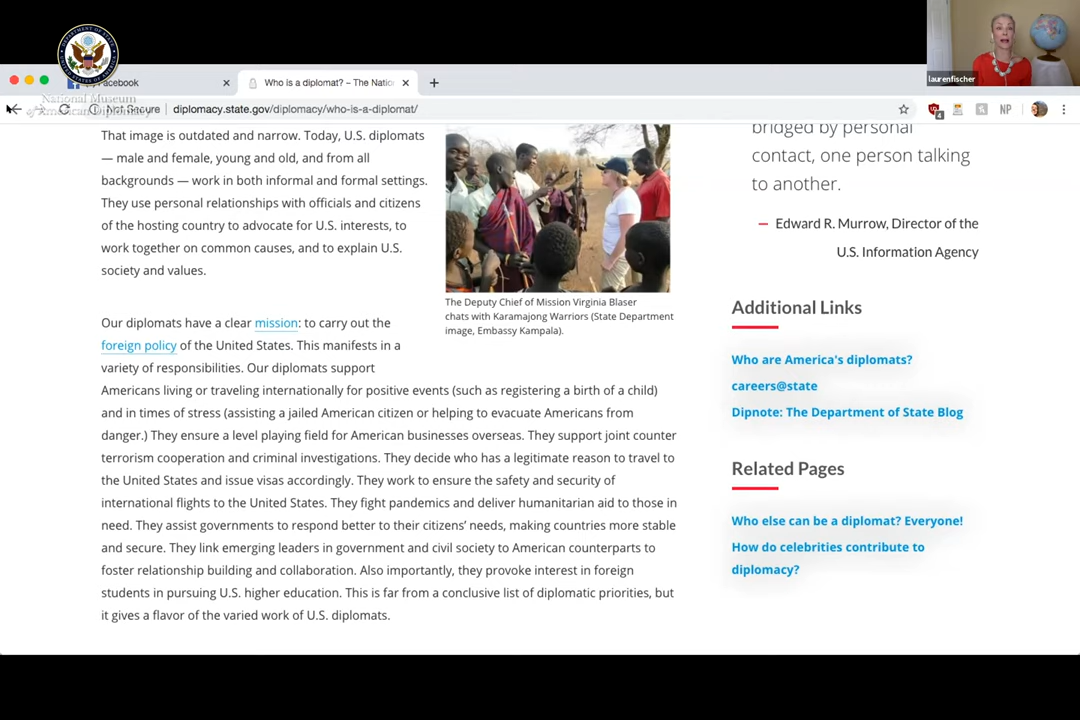 Facebook
Who is a diplomat? – The Natio
Not Secure
diplomacy.state.gov/diplomacy/who-is-a-diplomat/
4
NP
laurenfischer
National Museum
of American Diplomacy
That image is outdated and narrow. Today, U.S. diplomats
— male and female, young and old, and from all
backgrounds — work in both informal and formal settings.
They use personal relationships with officials and citizens
of the hosting country to advocate for U.S. interests, to
work together on common causes, and to explain U.S.
society and values.
The Deputy Chief of Mission Virginia Blaser
chats with Karamajong Warriors (State Department
image, Embassy Kampala).
Our diplomats have a clear mission: to carry out the
foreign policy of the United States. This manifests in a
variety of responsibilities. Our diplomats support
Americans living or traveling internationally for positive events (such as registering a birth of a child)
and in times of stress (assisting a jailed American citizen or helping to evacuate Americans from
danger.) They ensure a level playing field for American businesses overseas. They support joint counter
terrorism cooperation and criminal investigations. They decide who has a legitimate reason to travel to
the United States and issue visas accordingly. They work to ensure the safety and security of
international flights to the United States. They fight pandemics and deliver humanitarian aid to those in
need. They assist governments to respond better to their citizens’ needs, making countries more stable
and secure. They link emerging leaders in government and civil society to American counterparts to
foster relationship building and collaboration. Also importantly, they provoke interest in foreign
students in pursuing U.S. higher education. This is far from a conclusive list of diplomatic priorities, but
it gives a flavor of the varied work of U.S. diplomats.
bridged by personal
contact, one person talking
to another.
— Edward R. Murrow, Director of the
U.S. Information Agency
Additional Links
Who are America's diplomats?
careers@state
Dipnote: The Department of State Blog
Related Pages
Who else can be a diplomat? Everyone!
How do celebrities contribute to
diplomacy?